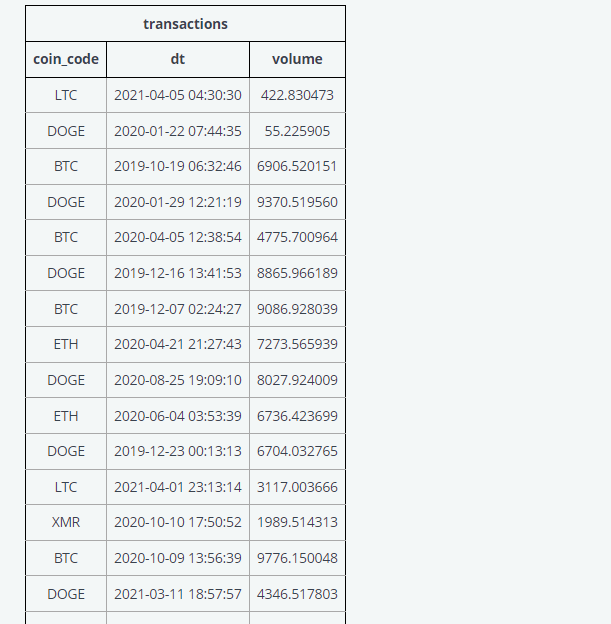 transactions
coin_code dt volume
LTC 2021-04-05 04:30:30 422.830473
DOGE 2020-01-22 07:44:35 55.225905
BTC 2019-10-19 06:32:46 6906.520151
DOGE 2020-01-29 12:21:19 9370.519560
BTC 2020-04-05 12:38:54 4775.700964
DOGE 2019-12-16 13:41:53 8865.966189
BTC 2019-12-07 02:24:27 9086.928039
ETH 2020-04-21 21:27:43 7273.565939
DOGE 2020-08-25 19:09:10 8027.924009
ETH 2020-06-04 03:53:39 6736.423699
DOGE 2019-12-23 00:13:13 6704.032765
LTC 2021-04-01 23:13:14 3117.003666
XMR 2020-10-10 17:50:52 1989.514313
BTC 2020-10-09 13:56:39 9776.150048
DOGE 2021-03-11 18:57:57 4346.517803